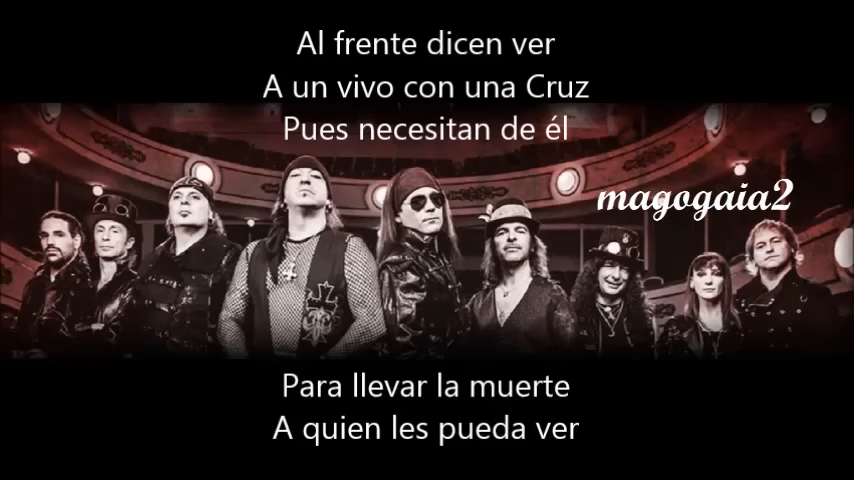 Al frente dicen ver
A un vivo con una Cruz
Pues necesitan de él
magogaia2
Para llevar la muerte
A quien les pueda ver